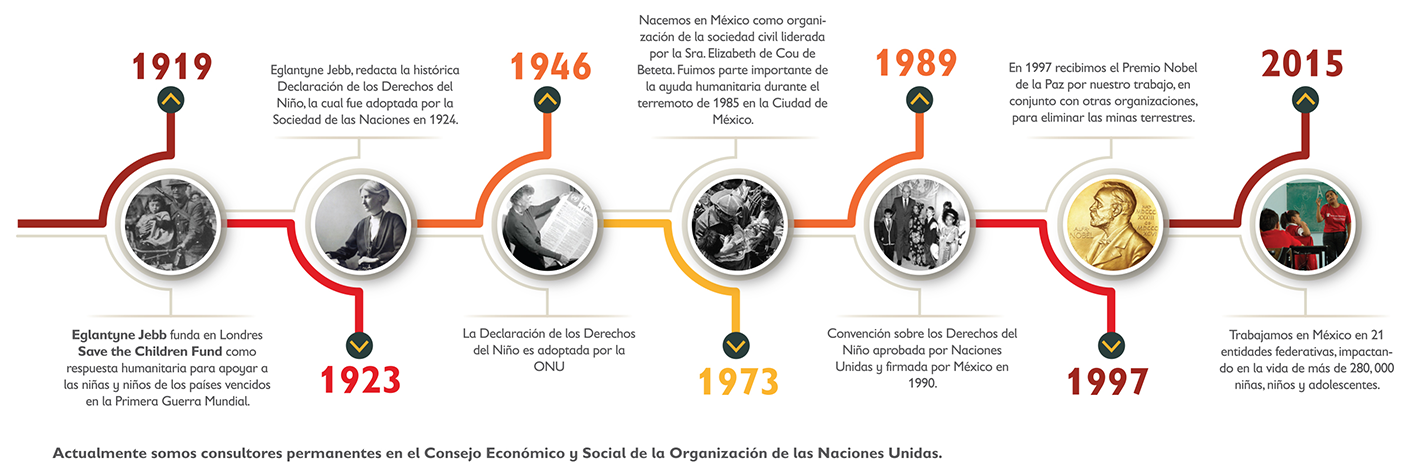 1919
Eglantyne Jebb funda en Londres
Save the Children Fund como
respuesta humanitaria para apoyar a
las niñas y niños de los países vencidos
en la Primera Guerra Mundial.
Eglantyne Jebb, redacta la histórica
Declaración de los Derechos del
Niño, la cual fue adoptada por la
Sociedad de las Naciones en 1924.
1923
1946
La Declaración de los Derechos
del Niño es adoptada por la
ONU
Nacemos en México como organi-
zación de la sociedad civil liderada
por la Sra. Elizabeth de Cou de
Beteta. Fuimos parte importante de
la ayuda humanitaria durante el
terremoto de 1985 en la Ciudad de
México.
1973
1989
Convención sobre los Derechos del
Niño aprobada por Naciones
Unidas y firmada por México en
1990.
En 1997 recibimos el Premio Nobel
de la Paz por nuestro trabajo, en
conjunto con otras organizaciones,
para eliminar las minas terrestres.
1997
2015
Trabajamos en México en 21
entidades federativas, impactan-
do en la vida de más de 280,000
niñas, niños y adolescentes.
Actualmente somos consultores permanentes en el Consejo Económico y Social de la Organización de las Naciones Unidas.